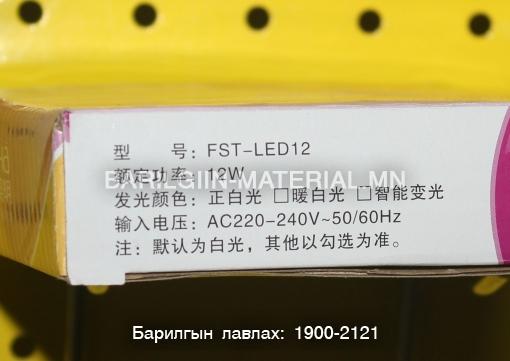 型 号: FST-LED12
额定功率: 12W
BARILGIIN-MATERIAL.MN
发光颜色: 正白光 □暖白光 □智能变光
输入电压: AC220-240V~50/60Hz
注: 默认为白光，其他以勾选为准。
Барилгын лавлах: 1900-2121